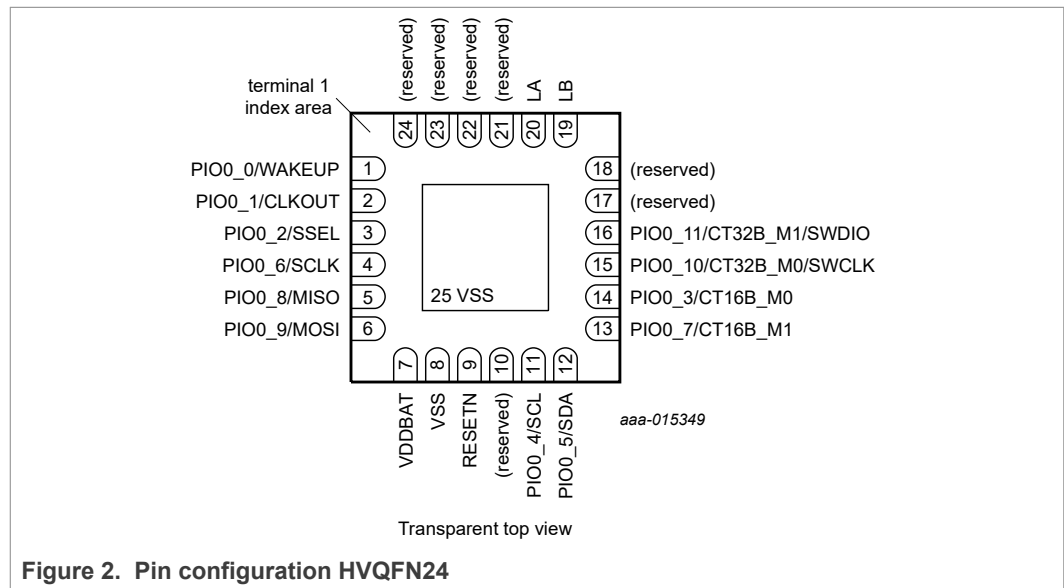 (reserved)
(reserved)
(reserved)
(reserved)
LA
LB
terminal 1
index area
24
23
22
21
20
19
PIO0_0/WAKEUP 1
18 (reserved)
PIO0_1/CLKOUT 2
17 (reserved)
PIO0_2/SSEL 3
16 PIO0_11/CT32B_M1/SWDIO
PIO0_6/SCLK 4
15 PIO0_10/CT32B_M0/SWCLK
PIO0_8/MISO 5
14 PIO0_3/CT16B_M0
PIO0_9/MOSI 6
13 PIO0_7/CT16B_M1
25 VSS
7
8
9
10
11
12
VDDBAT
VSS
RESETN
(reserved)
PIO0_4/SCL
PIO0_5/SDA
aaa-015349
Transparent top view
Figure 2. Pin configuration HVQFN24